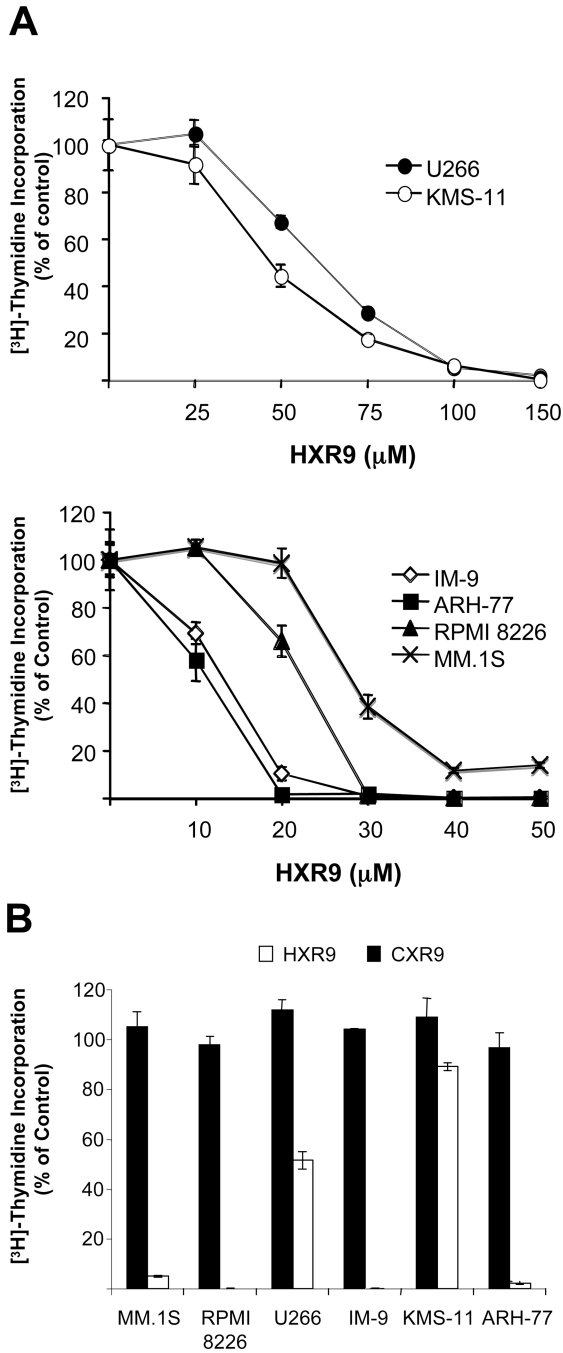 A
[³H]-Thymidine Incorporation
(% of control)
120
100
80
60
40
20
U266
KMS-11
25 50 75 100 150
HXR9 (μM)
[³H]-Thymidine Incorporation
(% of Control)
120
100
80
60
40
20
IM-9
ARH-77
RPMI 8226
MM.1S
10 20 30 40 50
HXR9 (μM)
B
HXR9 CXR9
[³H]-Thymidine Incorporation
(% of Control)
120
100
80
60
40
20
MM.1S RPMI U266 IM-9 KMS-11 ARH-77
8226